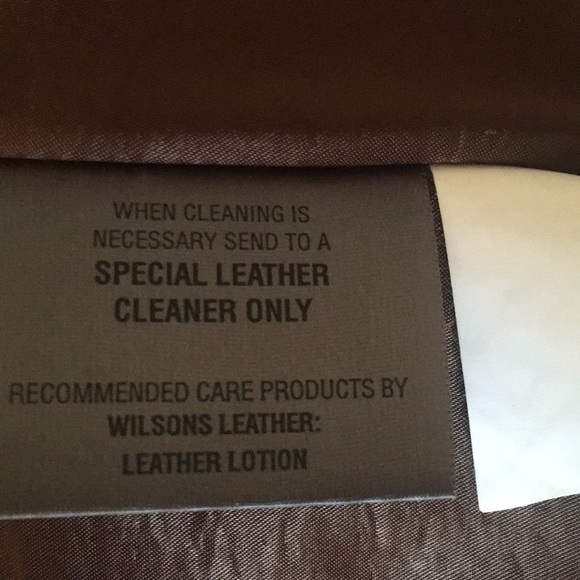 WHEN CLEANING IS
NECESSARY SEND TO A
SPECIAL LEATHER
CLEANER ONLY
RECOMMENDED CARE PRODUCTS BY
WILSONS LEATHER:
LEATHER LOTION